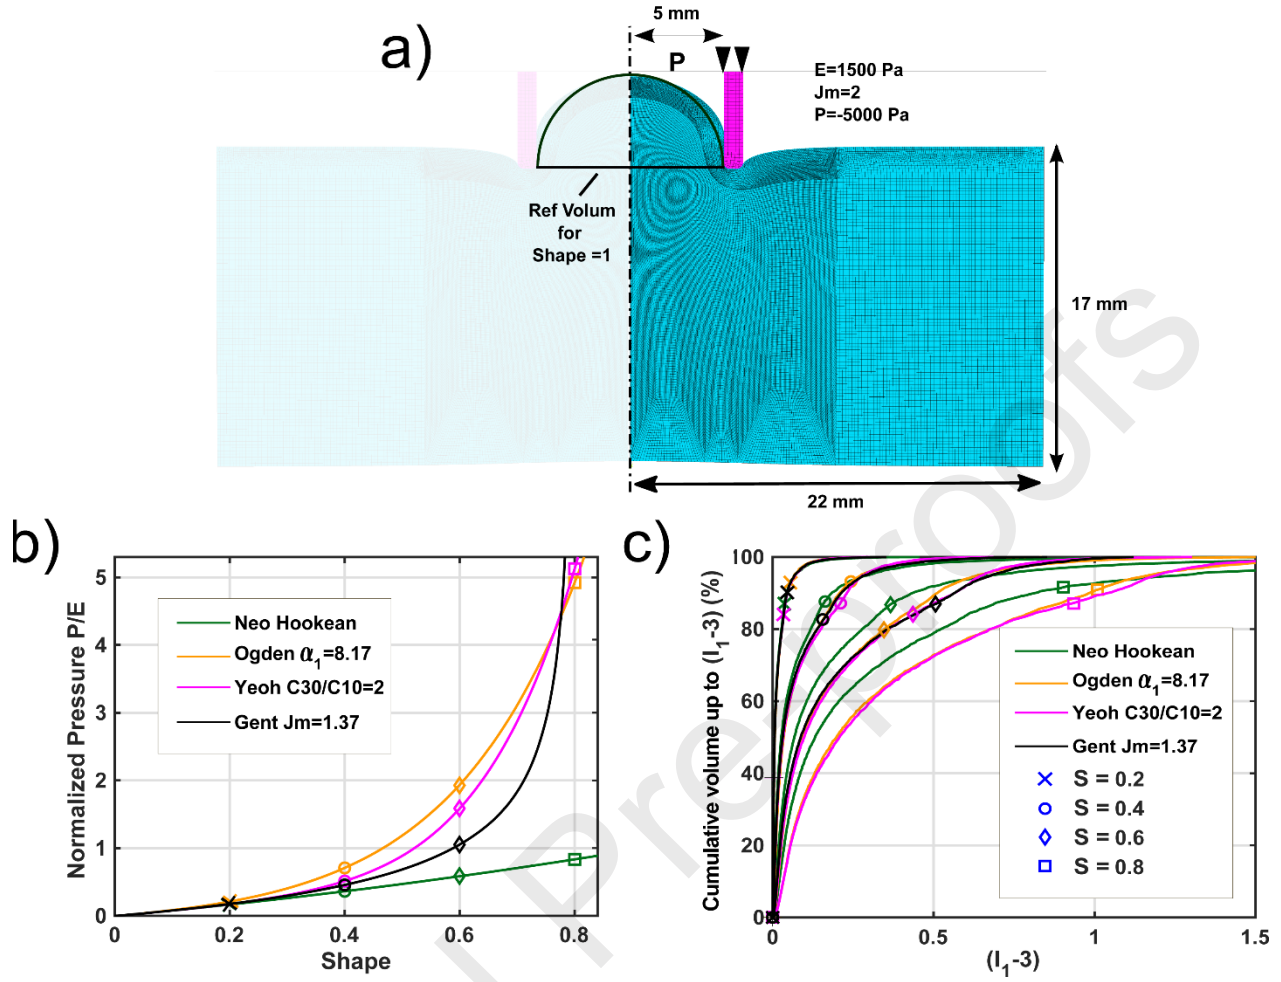 a)
5 mm
P
E=1500 Pa
Jm=2
P=-5000 Pa
Ref Volum
for
Shape =1
17 mm
22 mm
b)
Normalized Pressure P/E
5
4
3
2
1
0
0
0.2
0.4
0.6
0.8
Shape
Neo Hookean
Ogden α1=8.17
Yeoh C30/C10=2
Gent Jm=1.37
c)
Cumulative volume up to (I1-3) (%)
100
80
60
40
20
0
0
0.5
1
1.5
(I1-3)
Neo Hookean
Ogden α1=8.17
Yeoh C30/C10=2
Gent Jm=1.37
S = 0.2
S = 0.4
S = 0.6
S = 0.8
l Preproofs